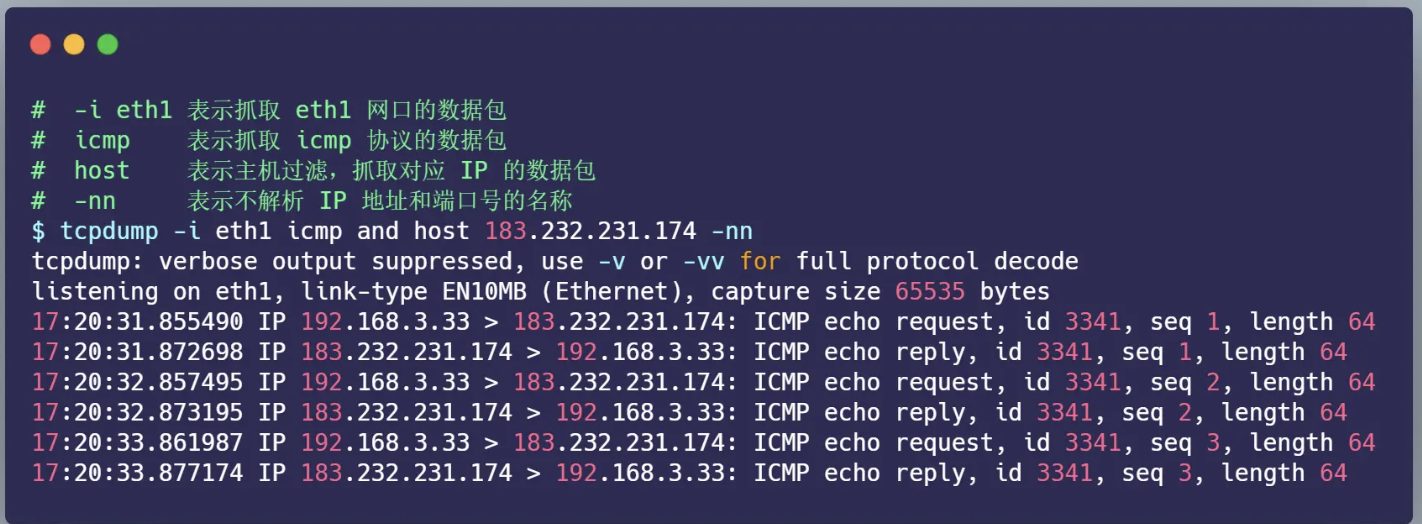 #  -i eth1 表示抓取 eth1 网口的数据包
#  icmp    表示抓取 icmp 协议的数据包
#  host    表示主机过滤，抓取对应 IP 的数据包
#  -nn     表示不解析 IP 地址和端口号的名称
$ tcpdump -i eth1 icmp and host 183.232.231.174 -nn
tcpdump: verbose output suppressed, use -v or -vv for full protocol decode
listening on eth1, link-type EN10MB (Ethernet), capture size 65535 bytes
17:20:31.855490 IP 192.168.3.33 > 183.232.231.174: ICMP echo request, id 3341, seq 1, length 64
17:20:31.872698 IP 183.232.231.174 > 192.168.3.33: ICMP echo reply, id 3341, seq 1, length 64
17:20:32.857495 IP 192.168.3.33 > 183.232.231.174: ICMP echo request, id 3341, seq 2, length 64
17:20:32.873195 IP 183.232.231.174 > 192.168.3.33: ICMP echo reply, id 3341, seq 2, length 64
17:20:33.861987 IP 192.168.3.33 > 183.232.231.174: ICMP echo request, id 3341, seq 3, length 64
17:20:33.877174 IP 183.232.231.174 > 192.168.3.33: ICMP echo reply, id 3341, seq 3, length 64